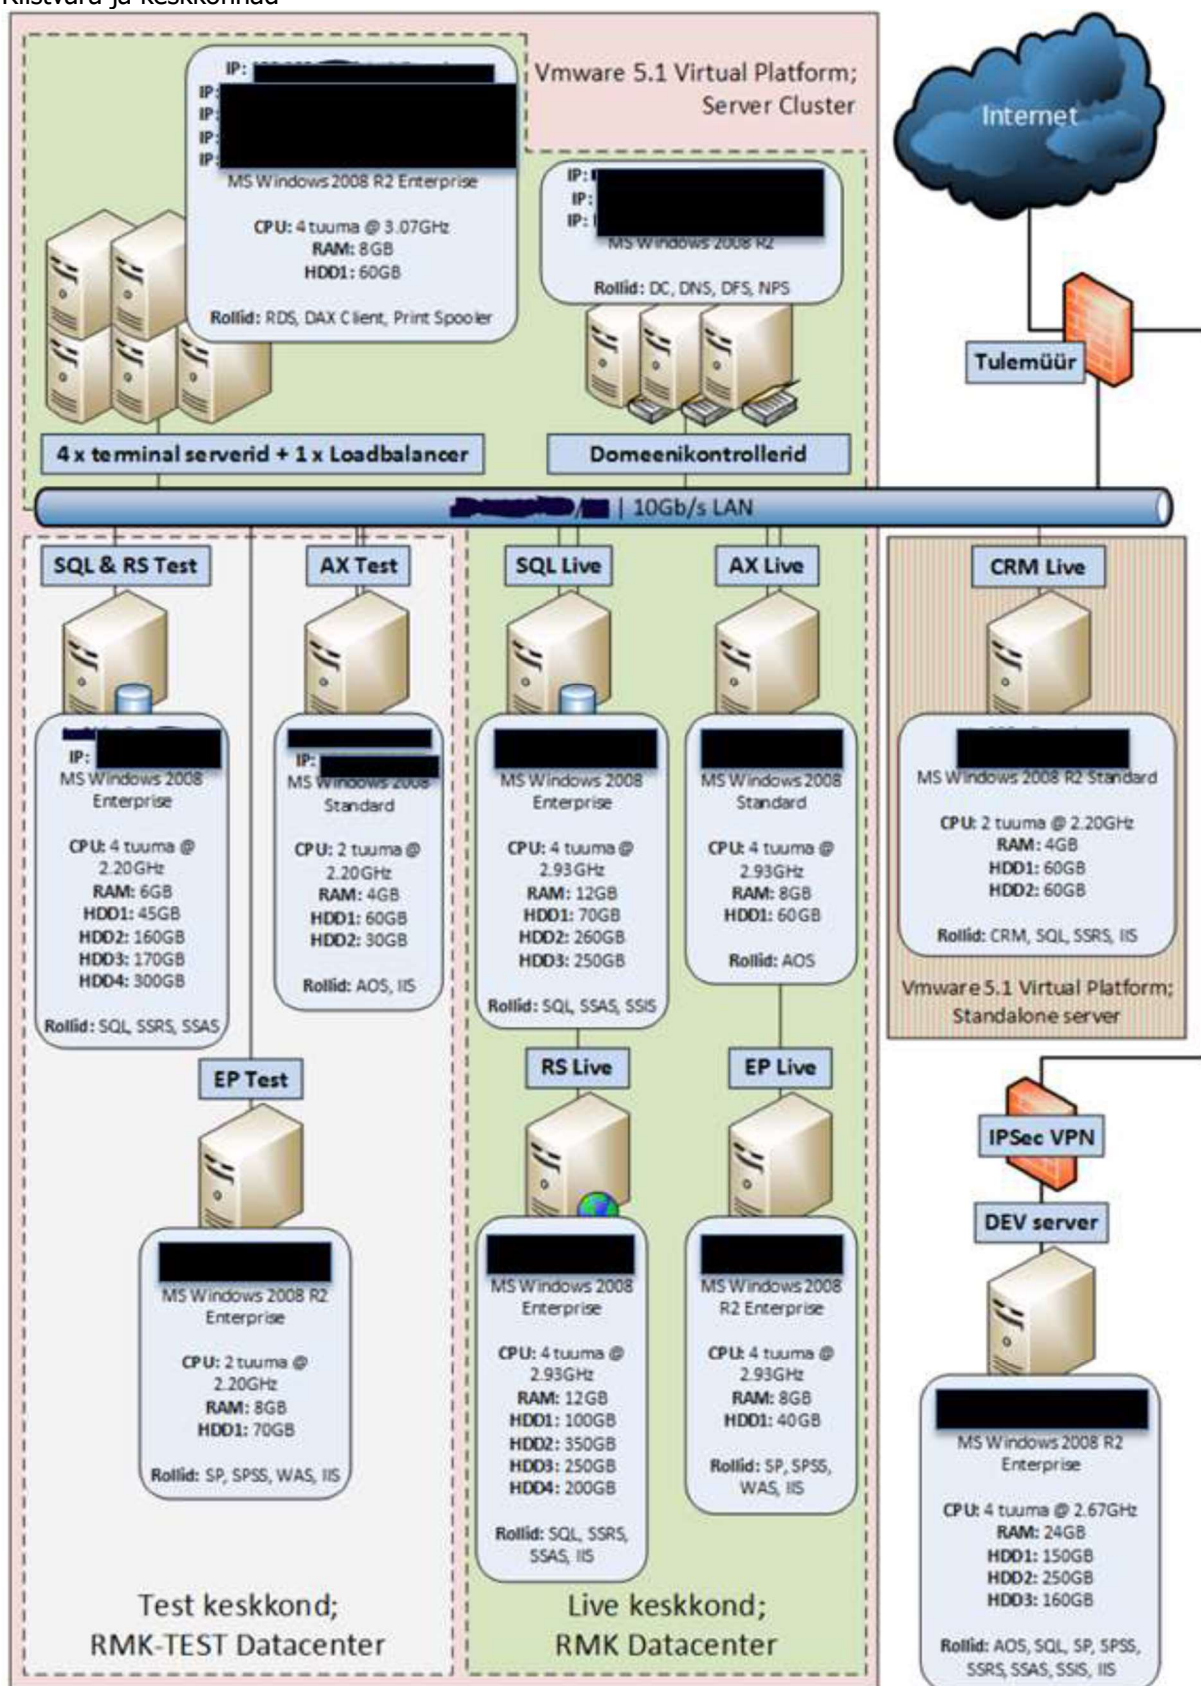 Riistvara ja keskkonnad
Vmware 5.1 Virtual Platform;
Server Cluster
IP:
IP:
IP:
IP:
IP:
MS Windows 2008 R2 Enterprise
CPU: 4 tuuma @ 3.07GHz
RAM: 8GB
HDD1: 60GB
Rollid: RDS, DAX Client, Print Spooler
IP:
IP:
IP:
MS Windows 2008 R2
Rollid: DC, DNS, DFS, NPS
Internet
Tulemüür
4 x terminal serverid + 1 x Loadbalancer
Domeenikontrollerid
| 10Gb/s LAN
SQL & RS Test
IP:
MS Windows 2008
Enterprise
CPU: 4 tuuma @
2.20GHz
RAM: 6GB
HDD1: 45GB
HDD2: 160GB
HDD3: 170GB
HDD4: 300GB
Rollid: SQL, SSRS, SSAS
AX Test
IP:
MS Windows 2008
Standard
CPU: 2 tuuma @
2.20GHz
RAM: 4GB
HDD1: 60GB
HDD2: 30GB
Rollid: AOS, IIS
SQL Live
MS Windows 2008
Enterprise
CPU: 4 tuuma @
2.93GHz
RAM: 12GB
HDD1: 70GB
HDD2: 260GB
HDD3: 250GB
Rollid: SQL, SSAS, SSIS
AX Live
MS Windows 2008
Standard
CPU: 4 tuuma @
2.93GHz
RAM: 8GB
HDD1: 60GB
Rollid: AOS
CRM Live
MS Windows 2008 R2 Standard
CPU: 2 tuuma @ 2.20GHz
RAM: 4GB
HDD1: 60GB
HDD2: 60GB
Rollid: CRM, SQL, SSRS, IIS
Vmware 5.1 Virtual Platform;
Standalone server
EP Test
MS Windows 2008 R2
Enterprise
CPU: 2 tuuma @
2.20GHz
RAM: 8GB
HDD1: 70GB
Rollid: SP, SPSS, WAS, IIS
RS Live
MS Windows 2008
Enterprise
CPU: 4 tuuma @
2.93GHz
RAM: 12GB
HDD1: 100GB
HDD2: 350GB
HDD3: 250GB
HDD4: 200GB
Rollid: SQL, SSRS,
SSAS, IIS
EP Live
MS Windows 2008
R2 Enterprise
CPU: 4 tuuma @
2.93GHz
RAM: 8GB
HDD1: 40GB
Rollid: SP, SPSS,
WAS, IIS
IPSec VPN
DEV server
MS Windows 2008 R2
Enterprise
CPU: 4 tuuma @ 2.67GHz
RAM: 24GB
HDD1: 150GB
HDD2: 250GB
HDD3: 160GB
Rollid: AOS, SQL, SP, SPSS,
SSRS, SSAS, SSIS, IIS
Test keskkond;
RMK-TEST Datacenter
Live keskkond;
RMK Datacenter